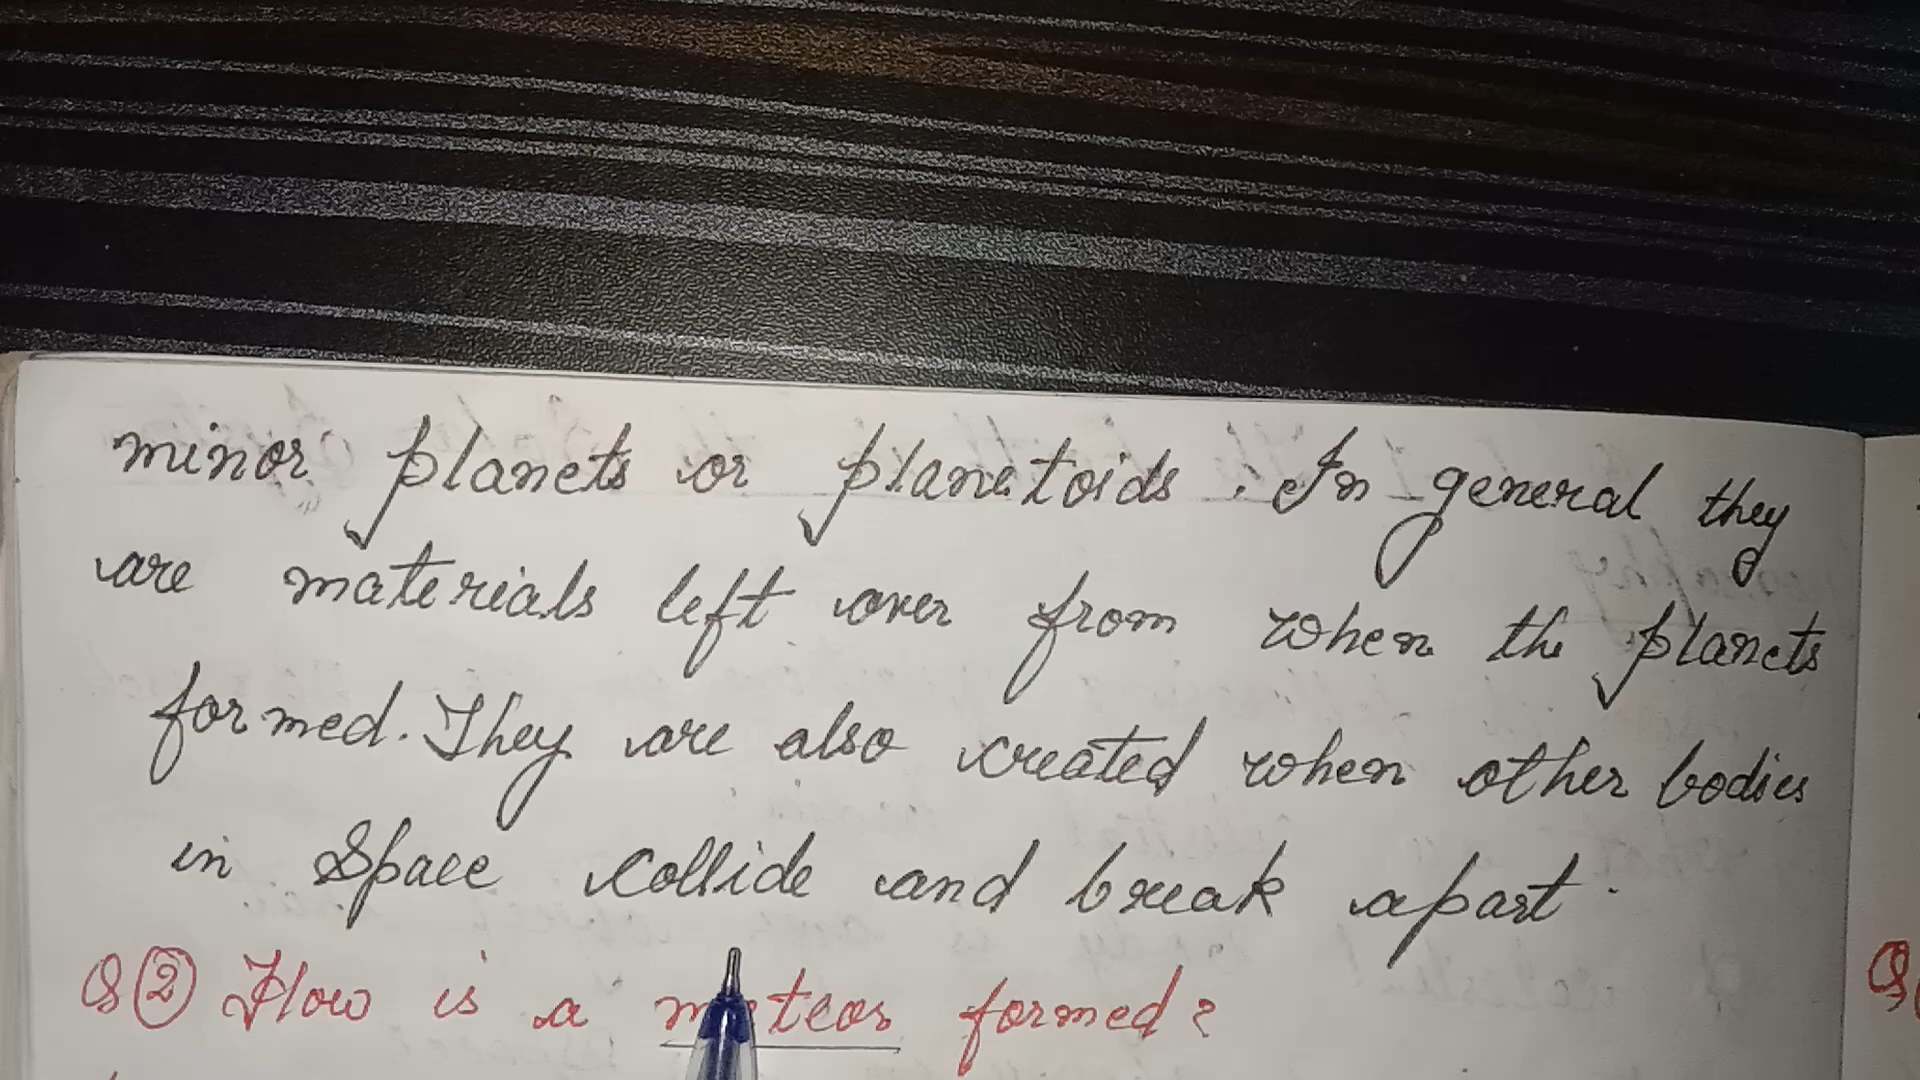 minor planets or planetoids. In general they
are materials left over from when the planets
formed. They are also created when other bodies
in Space collide and break apart.
Q② How is a meteor formed?